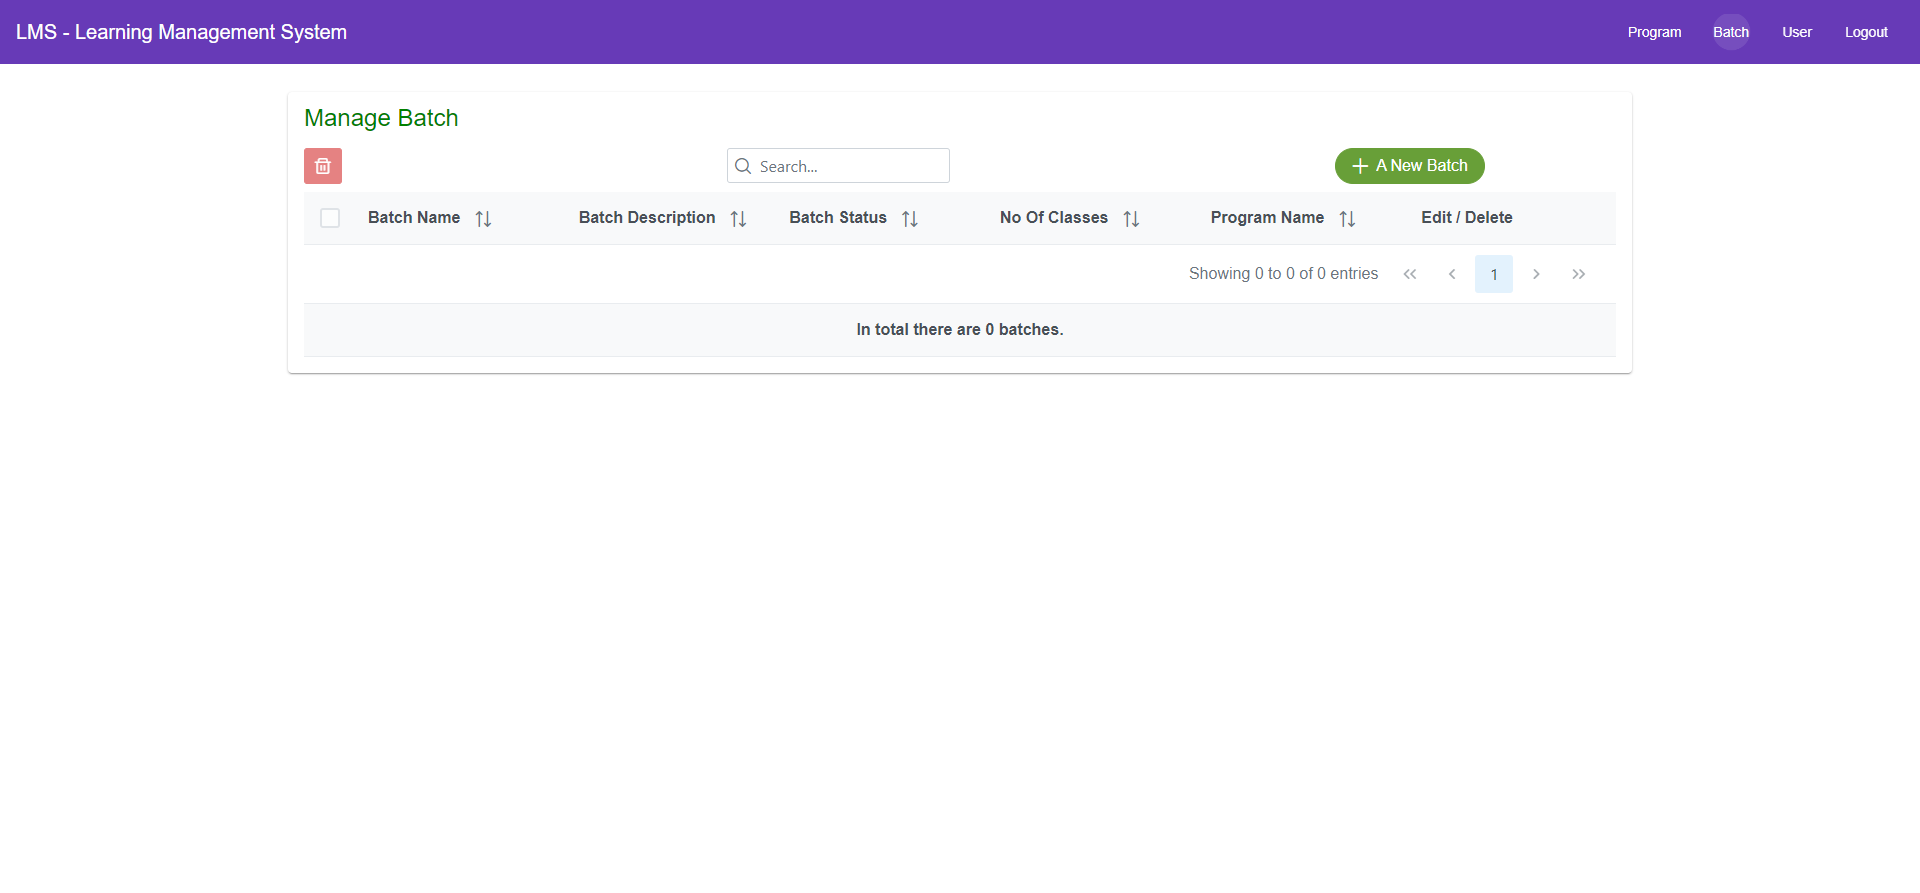 LMS - Learning Management System
Program Batch User Logout
Manage Batch
Search...
A New Batch
Batch Name Batch Description Batch Status No Of Classes Program Name Edit / Delete
Showing 0 to 0 of 0 entries 1
In total there are 0 batches.